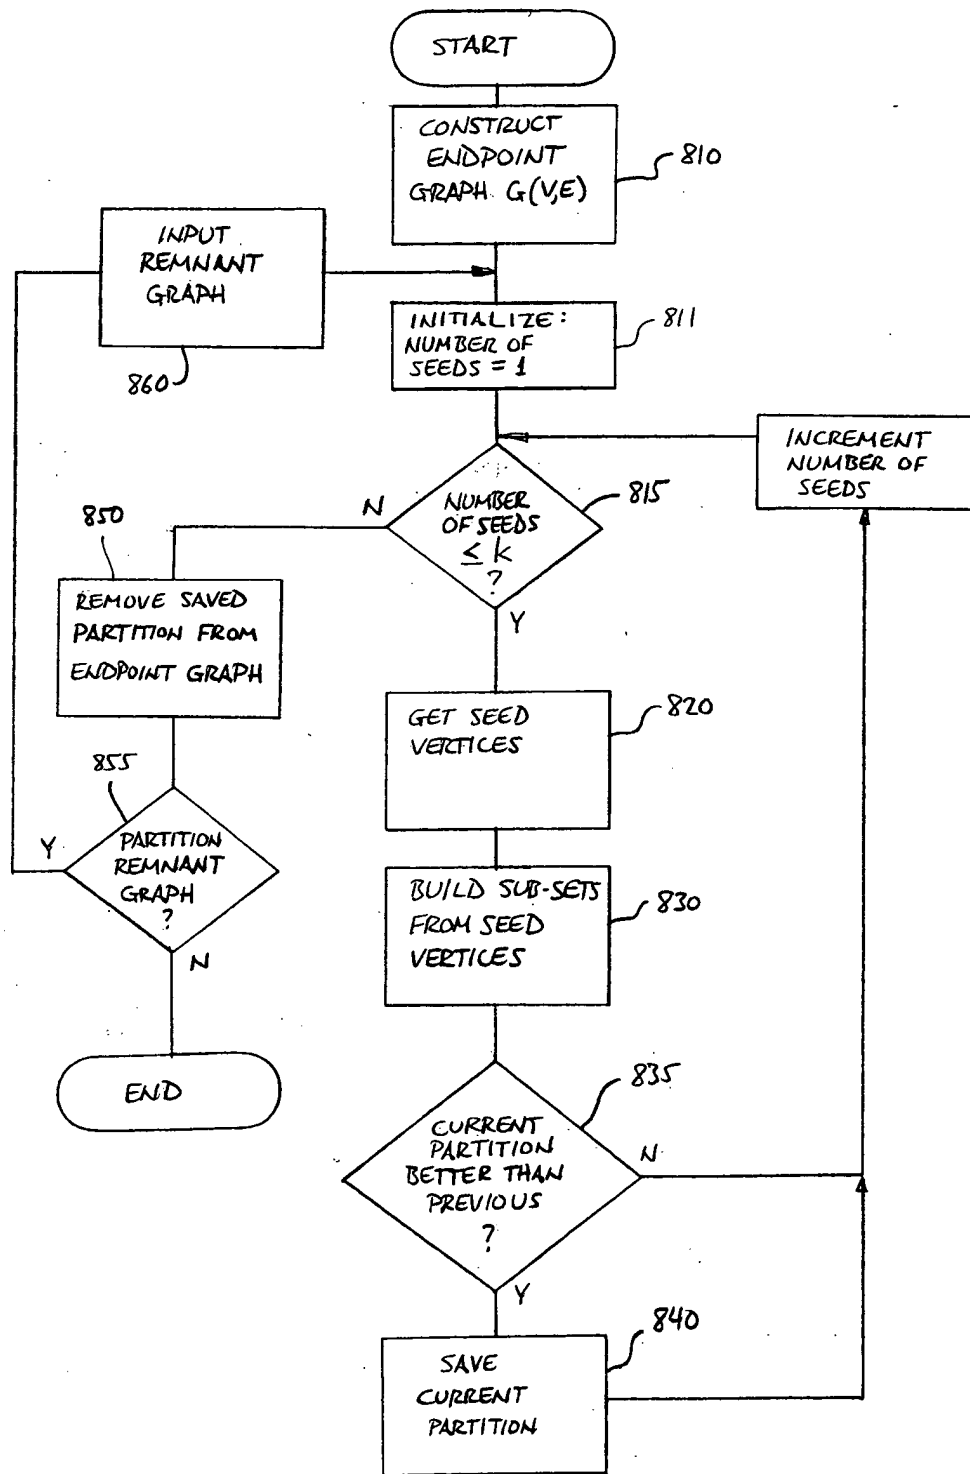 START
CONSTRUCT
ENDPOINT
GRAPH G(V,E)
810
INPUT
REMNANT
GRAPH
860
INITIALIZE:
NUMBER OF
SEEDS = 1
811
INCREMENT
NUMBER OF
SEEDS
NUMBER
OF SEEDS
≤ k
?
815
N
Y
850
REMOVE SAVED
PARTITION FROM
ENDPOINT GRAPH
GET SEED
VERTICES
820
855
PARTITION
REMNANT
GRAPH
?
Y
N
BUILD SUB-SETS
FROM SEED
VERTICES
830
END
CURRENT
PARTITION
BETTER THAN
PREVIOUS
?
835
N
Y
SAVE
CURRENT
PARTITION
840